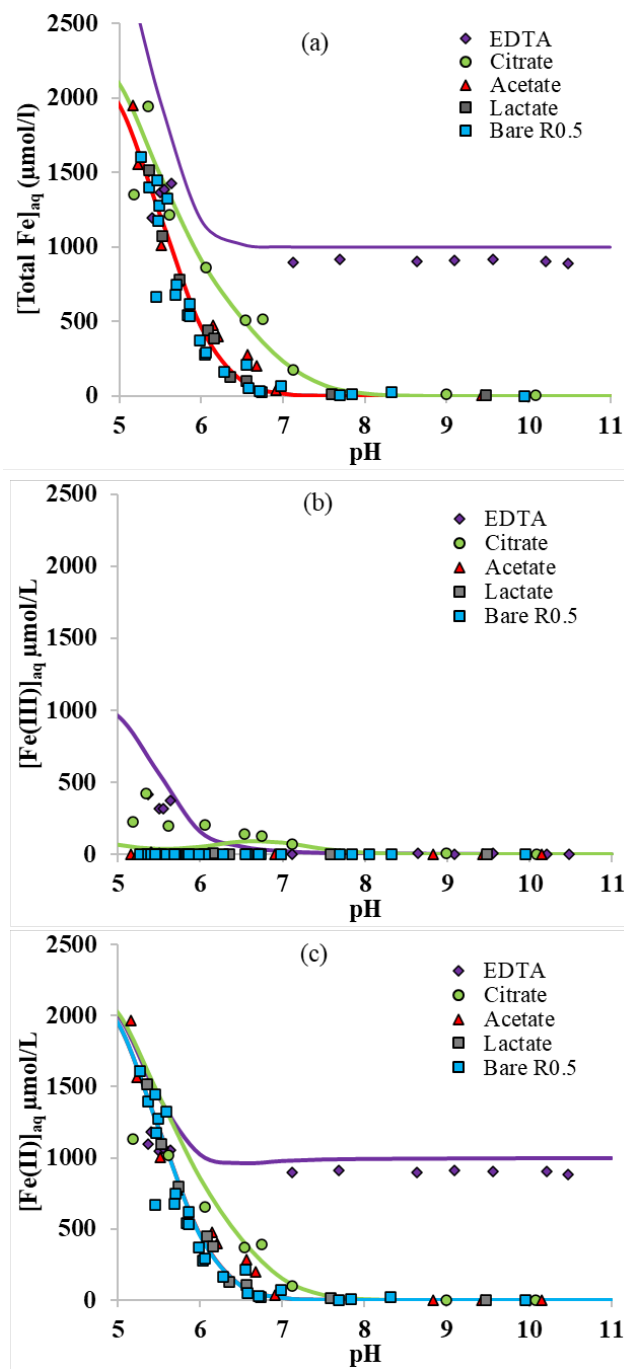 (a)
EDTA
Citrate
Acetate
Lactate
Bare R0.5
2500
2000
1500
1000
500
0
[Total Fe]aq (μmol/l)
5 6 7 8 9 10 11
pH
(b)
EDTA
Citrate
Acetate
Lactate
Bare R0.5
2500
2000
1500
1000
500
0
[Fe(III)]aq μmol/L
5 6 7 8 9 10 11
pH
(c)
EDTA
Citrate
Acetate
Lactate
Bare R0.5
2500
2000
1500
1000
500
0
[Fe(II)]aq μmol/L
5 6 7 8 9 10 11
pH